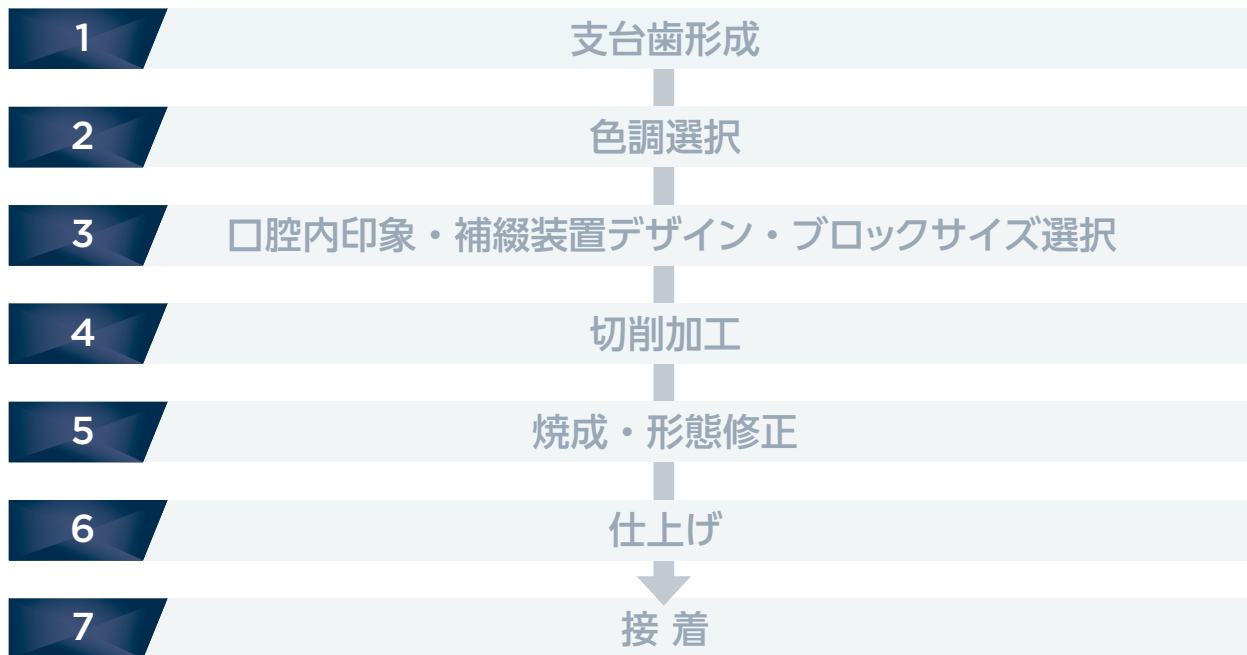 1 支台歯形成
2 色調選択
3 口腔内印象・補綴装置デザイン・ブロックサイズ選択
4 切削加工
5 焼成・形態修正
6 仕上げ
7 接 着